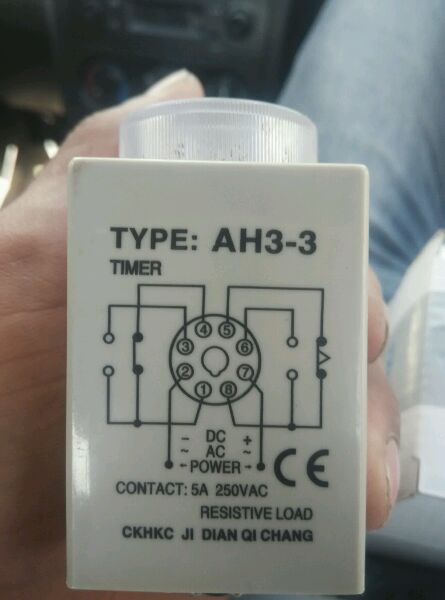 TYPE: AH3-3
TIMER
4 5
3 6
2 7
1 8
- DC +
~ AC ~
POWER
CE
CONTACT: 5A 250VAC
RESISTIVE LOAD
CKHKC JI DIAN QI CHANG